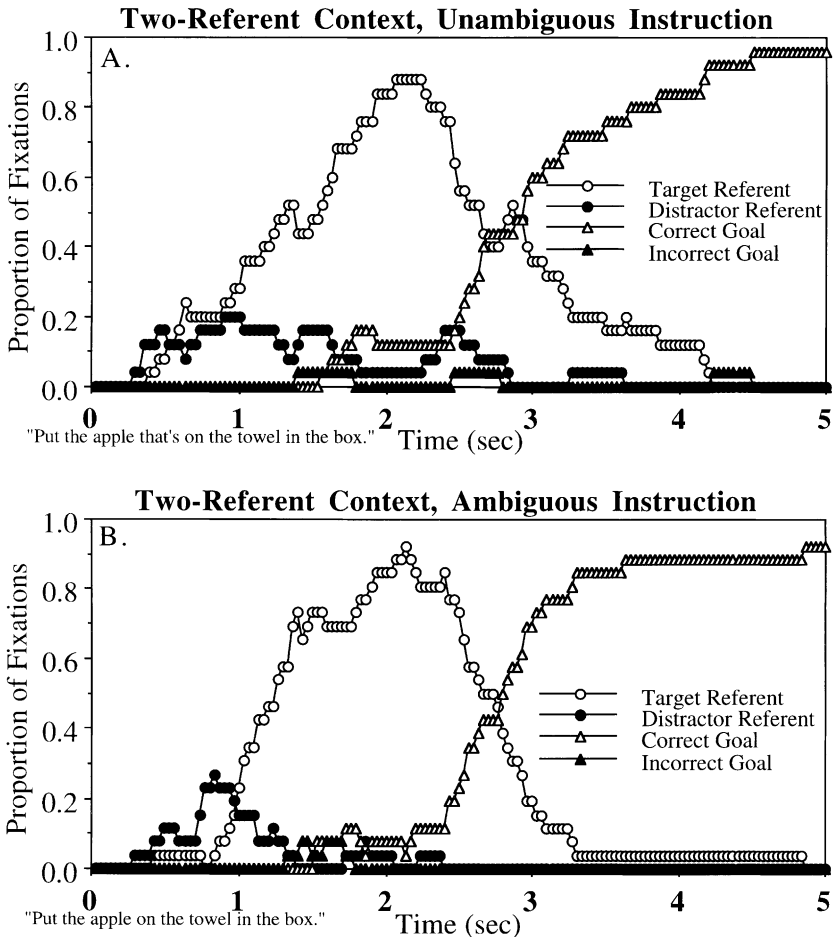 Two-Referent Context, Unambiguous Instruction
A.
1.0
0.8
0.6
0.4
0.2
0.0
Proportion of Fixations
Target Referent
Distractor Referent
Correct Goal
Incorrect Goal
0 1 2 3 4 5
"Put the apple that's on the towel in the box."
Time (sec)
Two-Referent Context, Ambiguous Instruction
B.
1.0
0.8
0.6
0.4
0.2
0.0
Proportion of Fixations
Target Referent
Distractor Referent
Correct Goal
Incorrect Goal
0 1 2 3 4 5
"Put the apple on the towel in the box."
Time (sec)